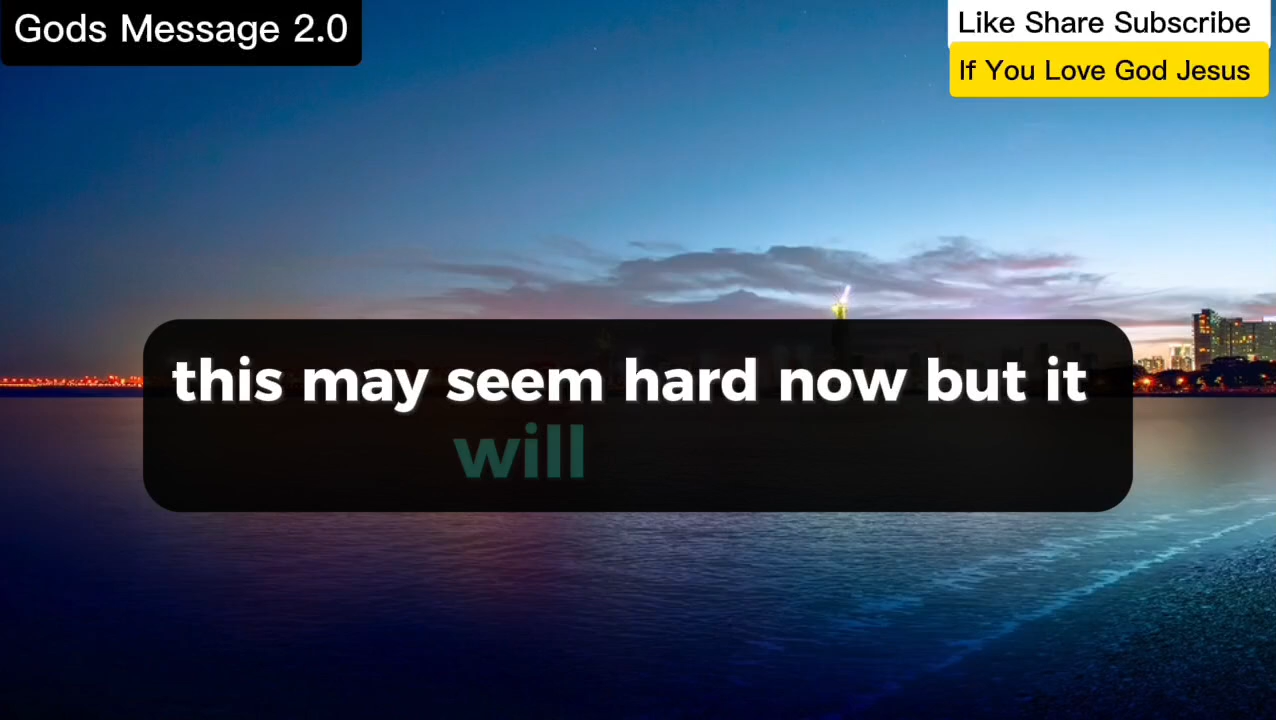 Gods Message 2.0
Like Share Subscribe
If You Love God Jesus
this may seem hard now but it
will